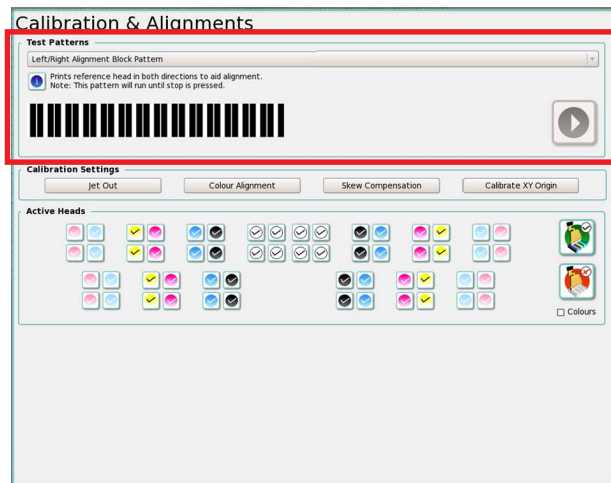 Calibration & Alignments
Test Patterns
Left/Right Alignment Block Pattern
Prints reference head in both directions to aid alignment.
Note: This pattern will run until stop is pressed.
Calibration Settings
Jet Out
Colour Alignment
Skew Compensation
Calibrate XY Origin
Active Heads
Colours